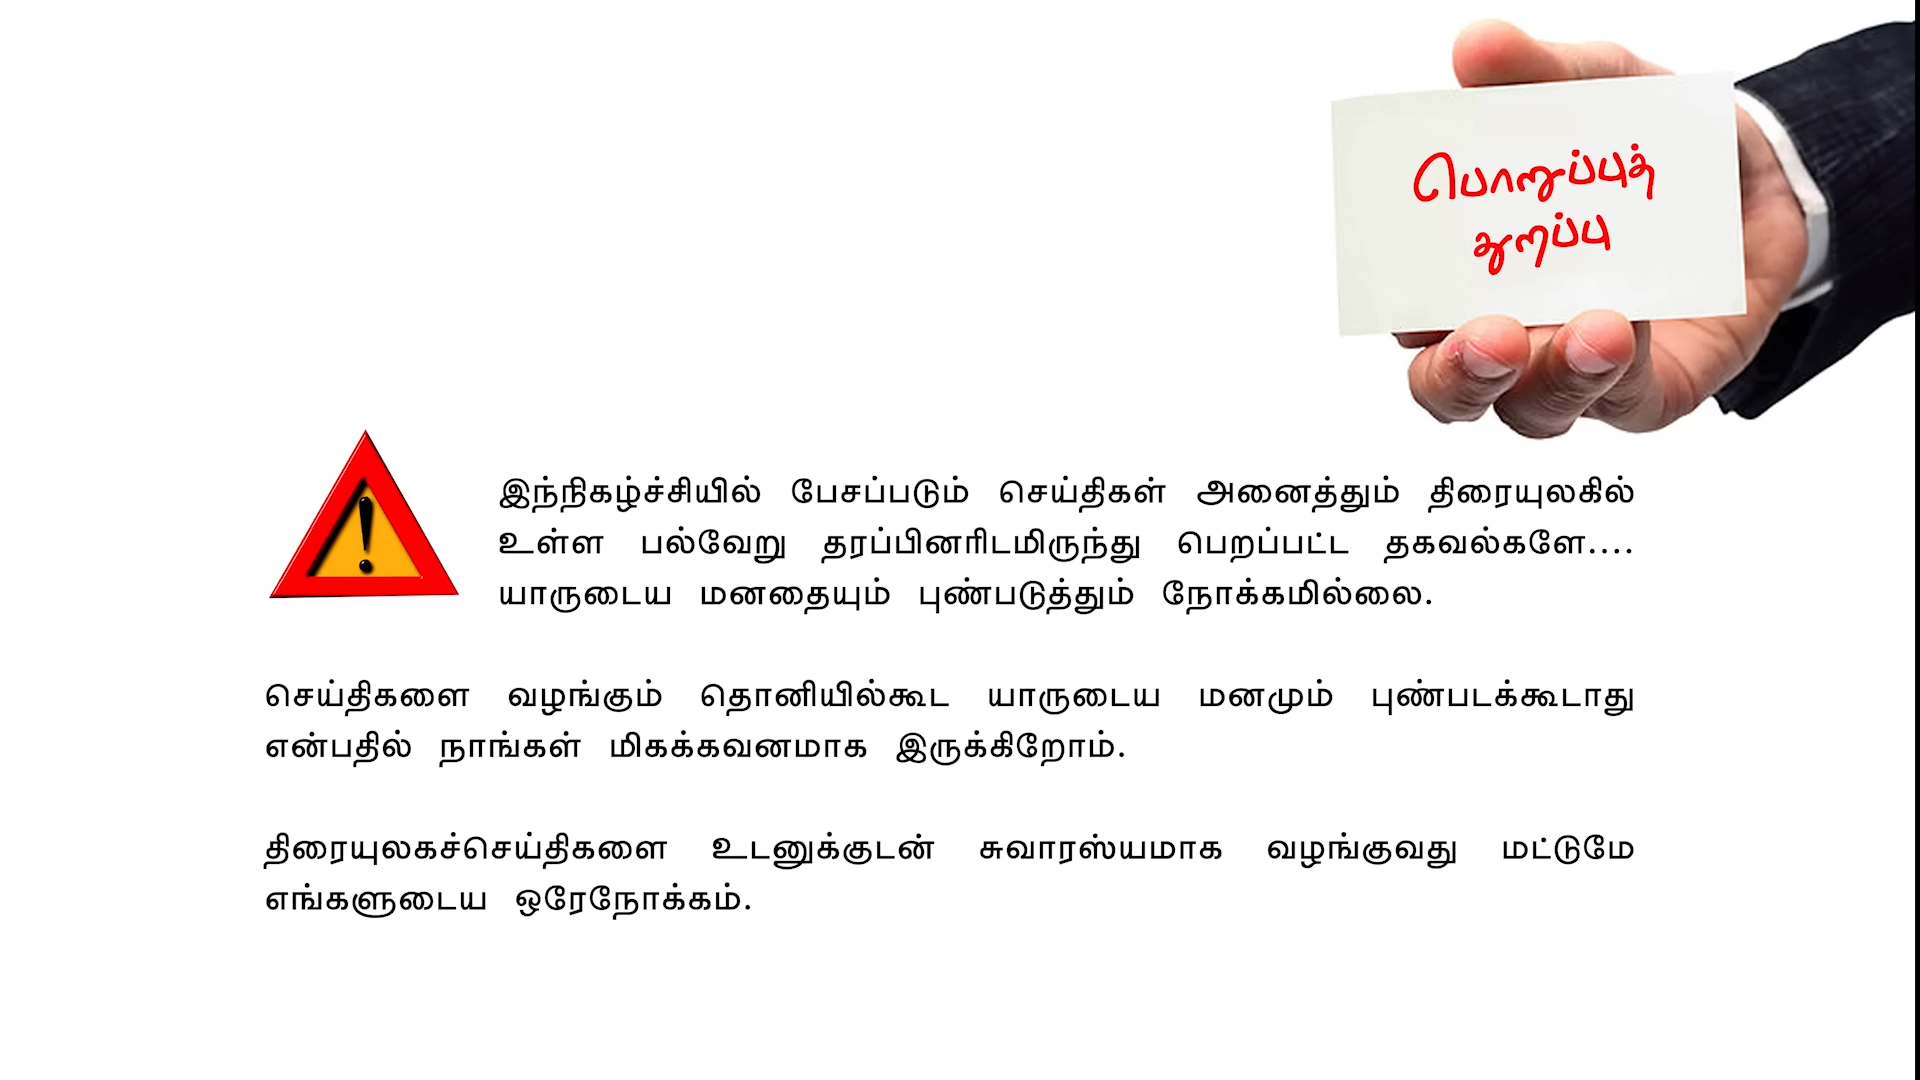 பொறுப்புத்
துறப்பு
இந்நிகழ்ச்சியில் பேசப்படும் செய்திகள் அனைத்தும் திரையுலகில்
உள்ள பல்வேறு தரப்பினரிடமிருந்து பெறப்பட்ட தகவல்களே....
யாருடைய மனதையும் புண்படுத்தும் நோக்கமில்லை.
செய்திகளை வழங்கும் தொனியில்கூட யாருடைய மனமும் புண்படக்கூடாது
என்பதில் நாங்கள் மிகக்கவனமாக இருக்கிறோம்.
திரையுலகச்செய்திகளை உடனுக்குடன் சுவாரஸ்யமாக வழங்குவது மட்டுமே
எங்களுடைய ஒரேநோக்கம்.